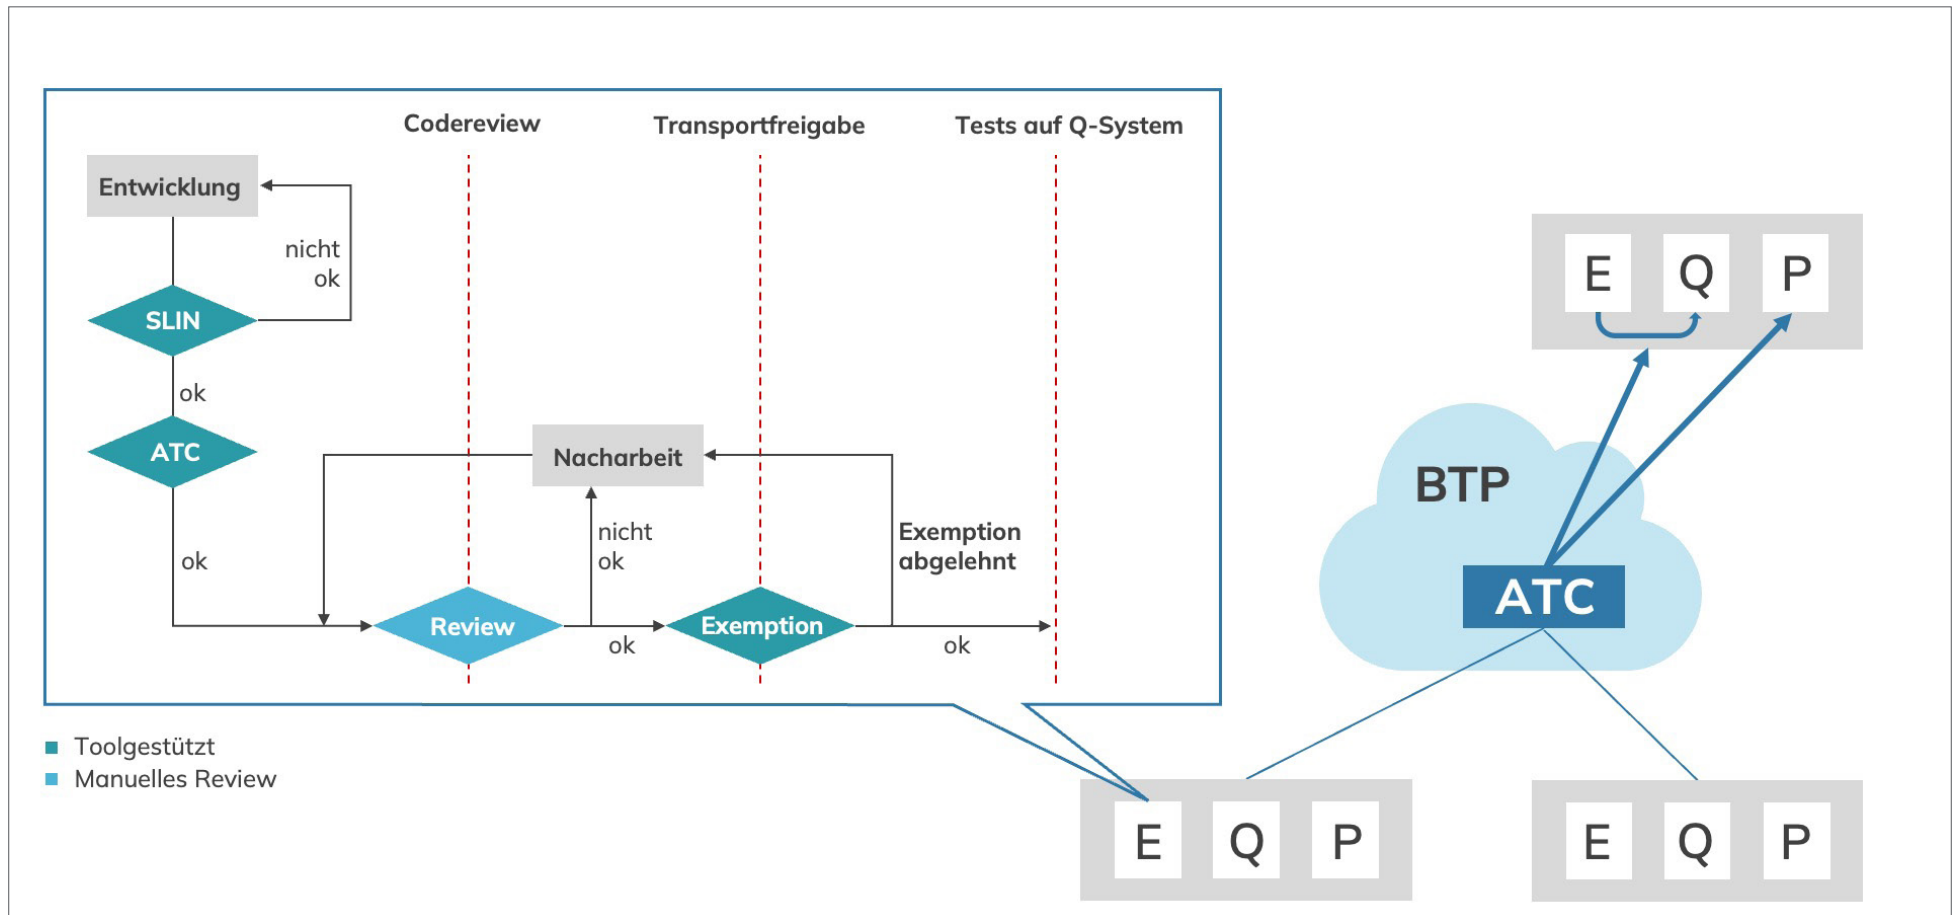 Codereview
Transportfreigabe
Tests auf Q-System
Entwicklung
nicht
ok
SLIN
ok
ATC
ok
Nacharbeit
nicht
ok
Exemption
abgelehnt
Review
ok
Exemption
ok
Toolgestützt
Manuelles Review
E Q P
BTP
ATC
E Q P
E Q P